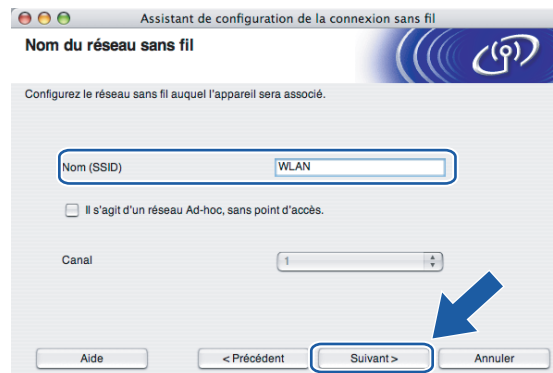 Assistant de configuration de la connexion sans fil
Nom du réseau sans fil
Configurez le réseau sans fil auquel l'appareil sera associé.
Nom (SSID) WLAN
Il s'agit d'un réseau Ad-hoc, sans point d'accès.
Canal 1
Aide < Précédent Suivant > Annuler